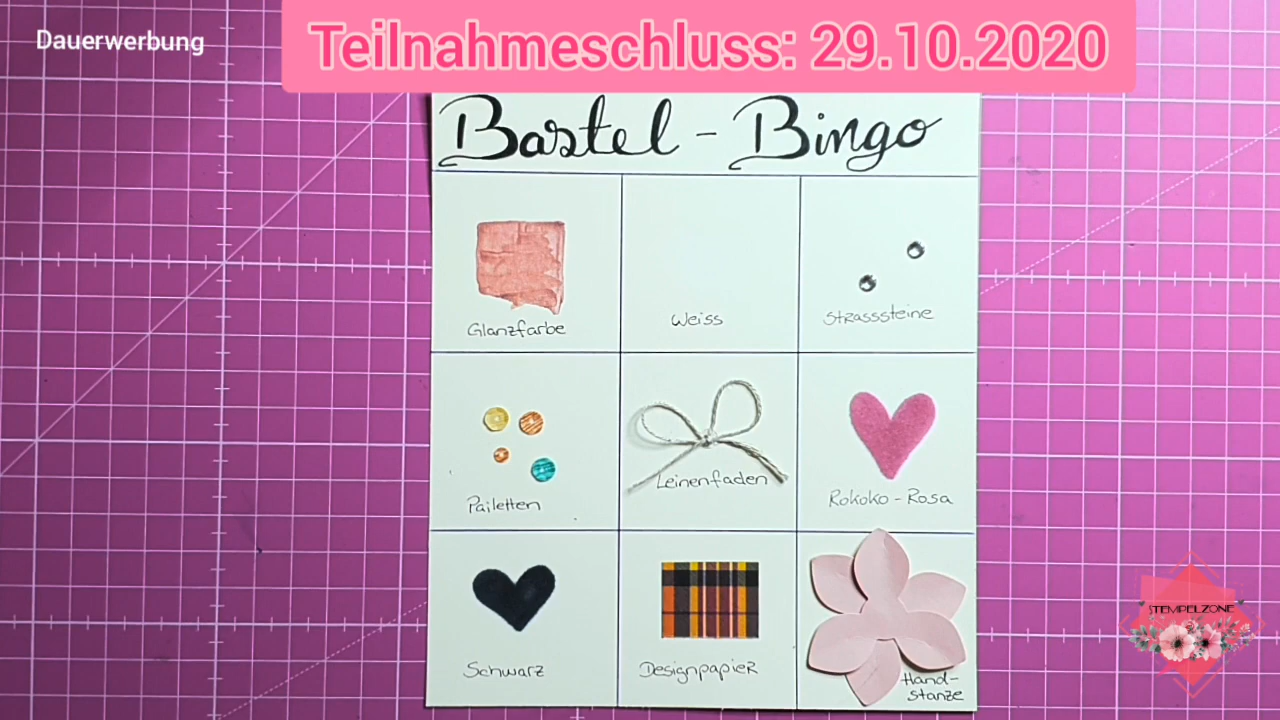 Dauerwerbung
Teilnahmeschluss: 29.10.2020
Bastel - Bingo
Glanzfarbe
Weiss
Strasssteine
Pailetten
Leinenfaden
Rokoko - Rosa
Schwarz
Designpapier
Hand-
stanze
STEMPELZONE